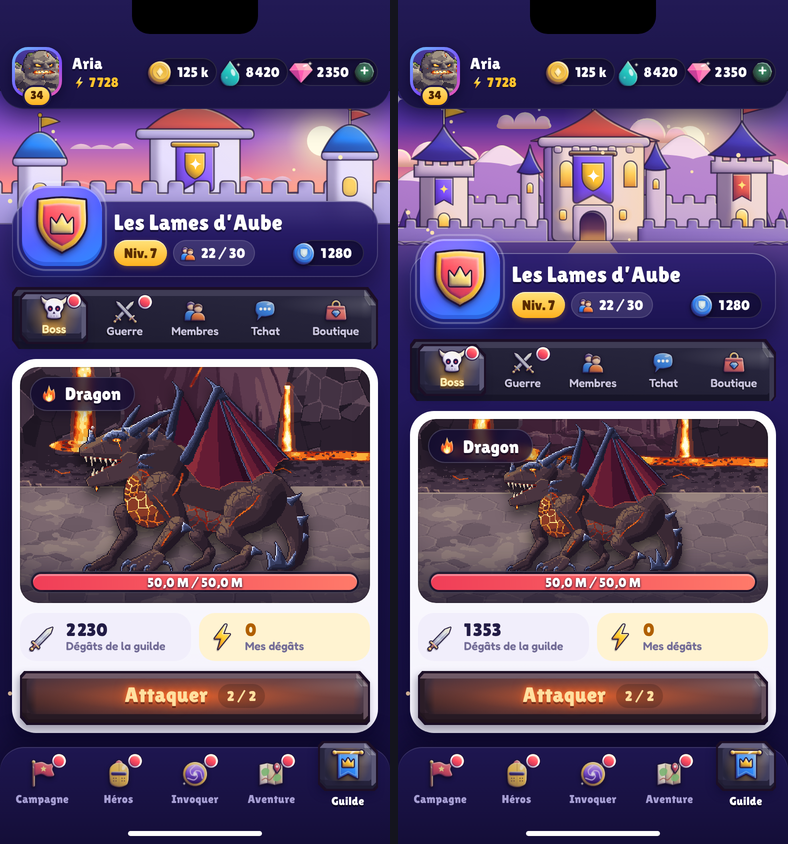 Aria
7728
34
125 k
8420
2350
Les Lames d'Aube
Niv. 7
22 / 30
1280
Boss
Guerre
Membres
Tchat
Boutique
Dragon
50,0 M / 50,0 M
2230
Dégâts de la guilde
0
Mes dégâts
Attaquer 2 / 2
Campagne
Héros
Invoquer
Aventure
Guilde
Aria
7728
34
125 k
8420
2350
Les Lames d'Aube
Niv. 7
22 / 30
1280
Boss
Guerre
Membres
Tchat
Boutique
Dragon
50,0 M / 50,0 M
1353
Dégâts de la guilde
0
Mes dégâts
Attaquer 2 / 2
Campagne
Héros
Invoquer
Aventure
Guilde